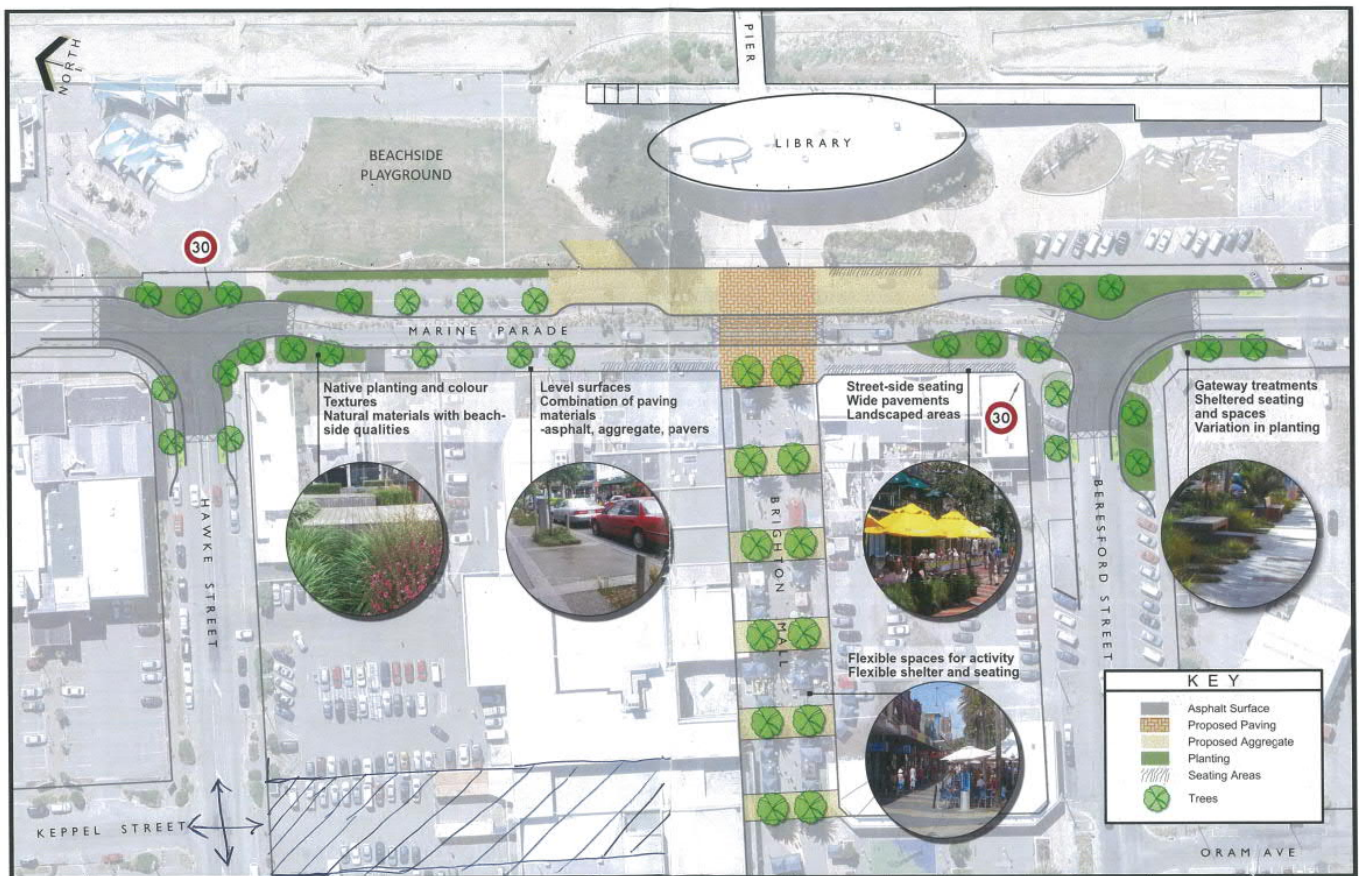 NORTH
PIER
LIBRARY
BEACHSIDE
PLAYGROUND
30
MARINE PARADE
Native planting and colour
Textures
Natural materials with beach-
side qualities
Level surfaces
Combination of paving
materials
-asphalt, aggregate, pavers
Street-side seating
Wide pavements
Landscaped areas
30
Gateway treatments
Sheltered seating
and spaces
Variation in planting
HAWKE STREET
BRIGHTON MALL
BERESFORD STREET
Flexible spaces for activity
Flexible shelter and seating
KEY
Asphalt Surface
Proposed Paving
Proposed Aggregate
Planting
Seating Areas
Trees
KEPPEL STREET
ORAM AVE